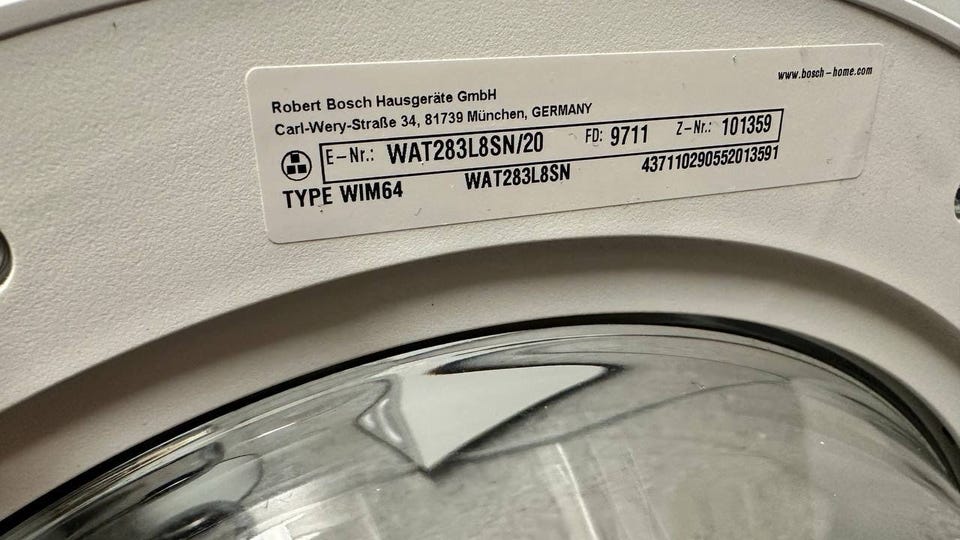 www.bosch-home.com
Robert Bosch Hausgeräte GmbH
Carl-Wery-Straße 34, 81739 München, GERMANY
E-Nr.: WAT283L8SN/20 FD: 9711 Z-Nr.: 101359
TYPE WIM64 WAT283L8SN 437110290552013591